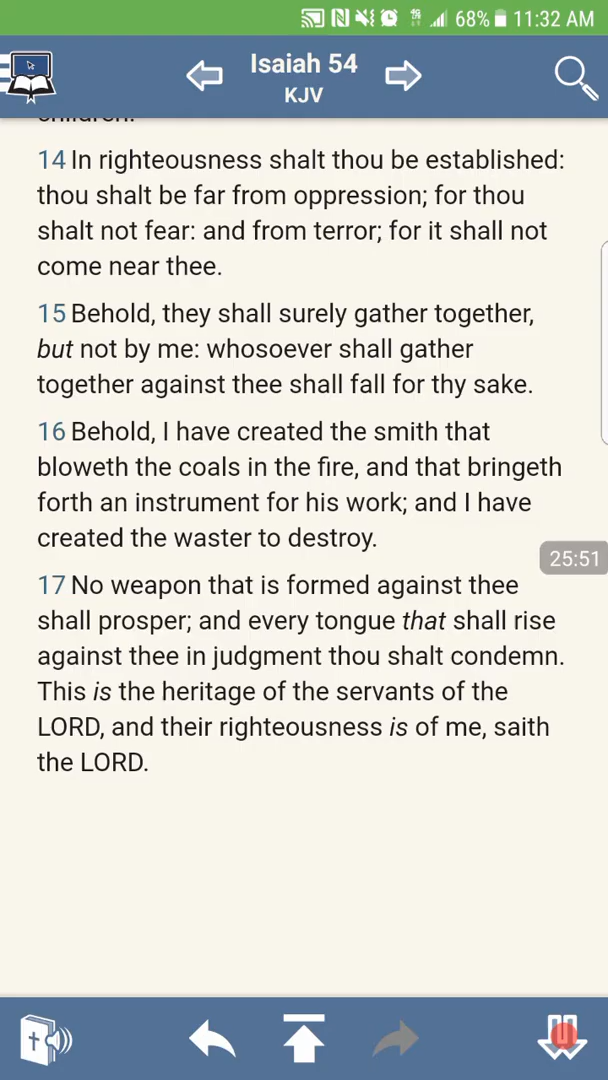 68% 11:32 AM
Isaiah 54
KJV
children.
14 In righteousness shalt thou be established:
thou shalt be far from oppression; for thou
shalt not fear: and from terror; for it shall not
come near thee.
15 Behold, they shall surely gather together,
but not by me: whosoever shall gather
together against thee shall fall for thy sake.
16 Behold, I have created the smith that
bloweth the coals in the fire, and that bringeth
forth an instrument for his work; and I have
created the waster to destroy.
25:51
17 No weapon that is formed against thee
shall prosper; and every tongue that shall rise
against thee in judgment thou shalt condemn.
This is the heritage of the servants of the
LORD, and their righteousness is of me, saith
the LORD.